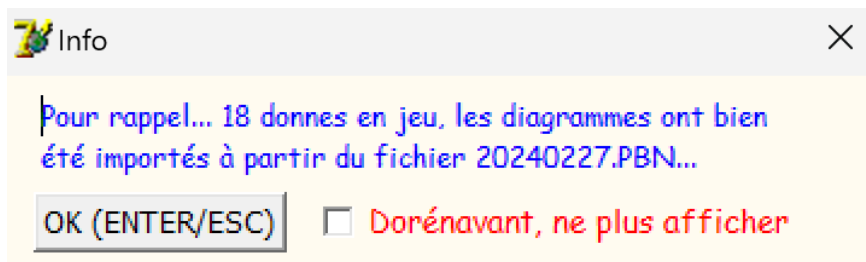 Info
Pour rappel... 18 donnes en jeu, les diagrammes ont bien
été importés à partir du fichier 20240227.PBN...
OK (ENTER/ESC) Dorénavant, ne plus afficher